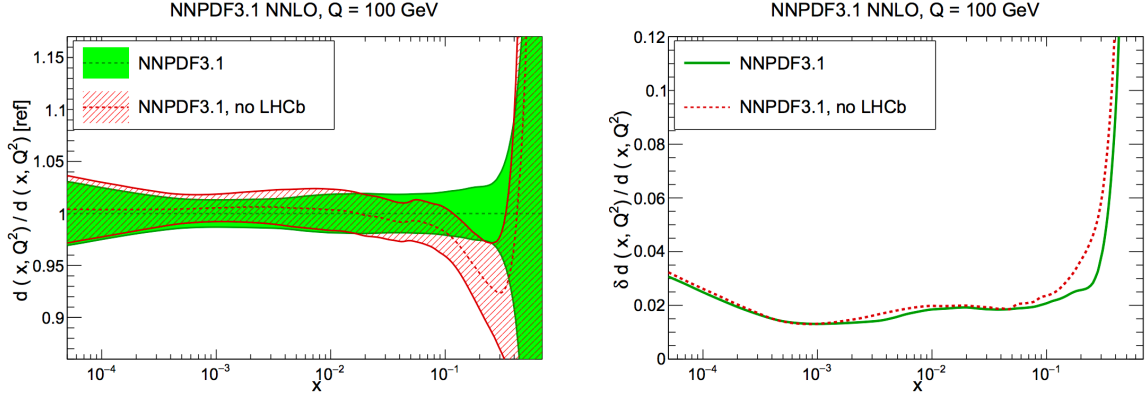 NNPDF3.1 NNLO, Q = 100 GeV
d ( x, Q²) / d ( x, Q²) [ref]
1.15
1.1
1.05
1
0.95
0.9
NNPDF3.1
NNPDF3.1, no LHCb
10⁻⁴
10⁻³
10⁻²
10⁻¹
x
NNPDF3.1 NNLO, Q = 100 GeV
δ d ( x, Q²) / d ( x, Q²)
0.12
0.1
0.08
0.06
0.04
0.02
0
NNPDF3.1
NNPDF3.1, no LHCb
10⁻⁴
10⁻³
10⁻²
10⁻¹
x